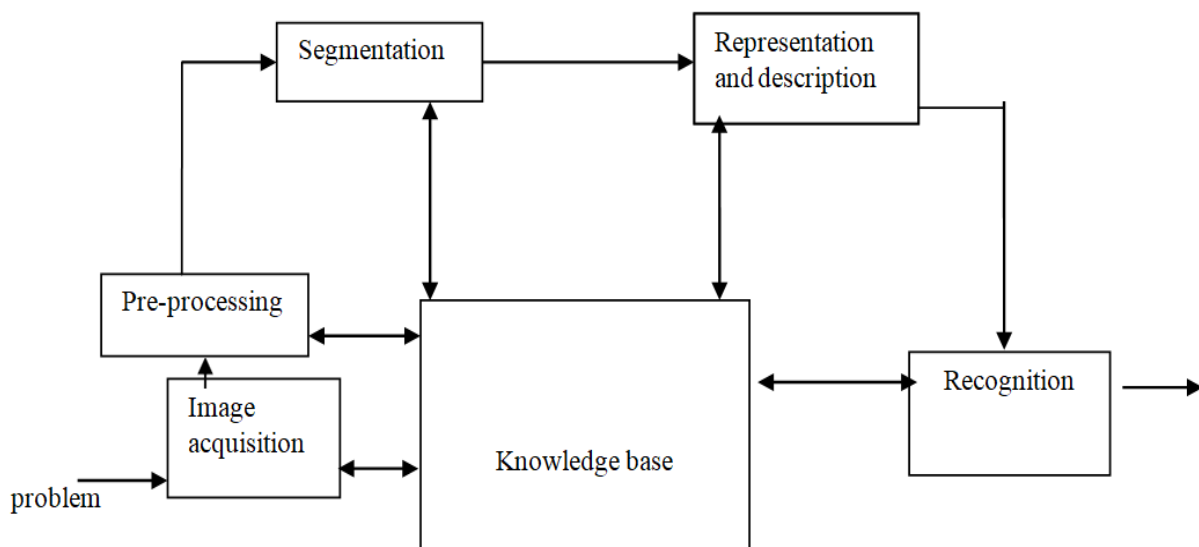 Segmentation
Representation
and description
Pre-processing
Image
acquisition
Recognition
Knowledge base
problem